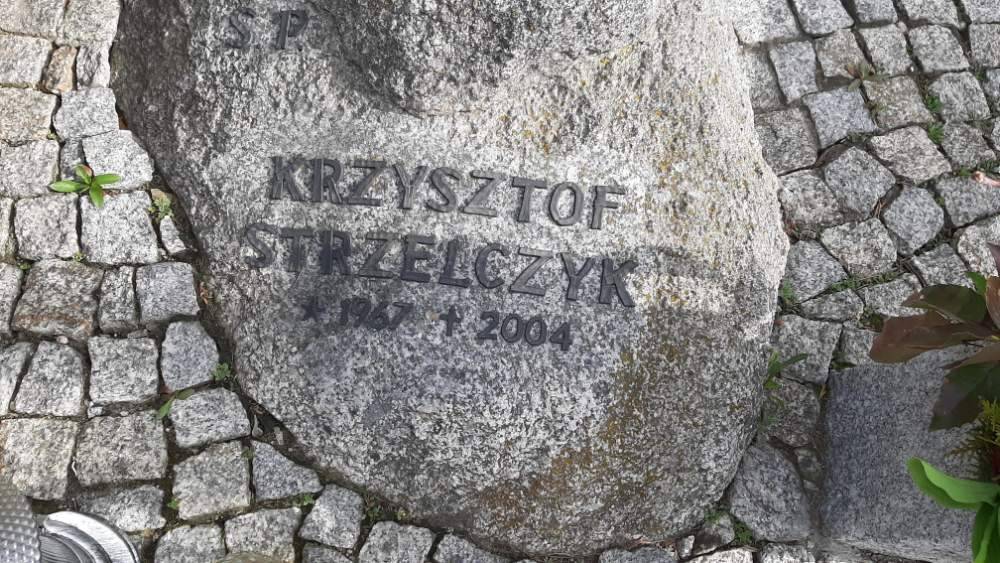 Ś.P.
KRZYSZTOF
STRZELCZYK
★ 1967 ✝ 2004